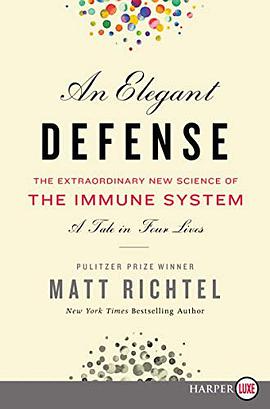 An Elegant
DEFENSE
THE EXTRAORDINARY NEW SCIENCE OF
THE IMMUNE SYSTEM
A Tale in Four Lives
PULITZER PRIZE WINNER
MATT RICHTEL
New York Times Bestselling Author
HARPER LUXE